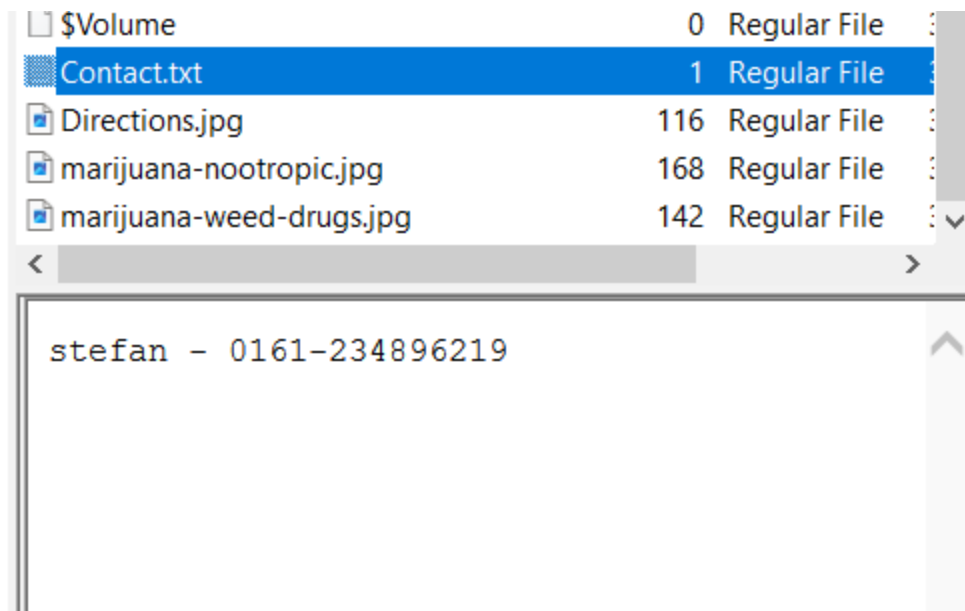 $Volume 0 Regular File
Contact.txt 1 Regular File
Directions.jpg 116 Regular File
marijuana-nootropic.jpg 168 Regular File
marijuana-weed-drugs.jpg 142 Regular File
stefan - 0161-234896219